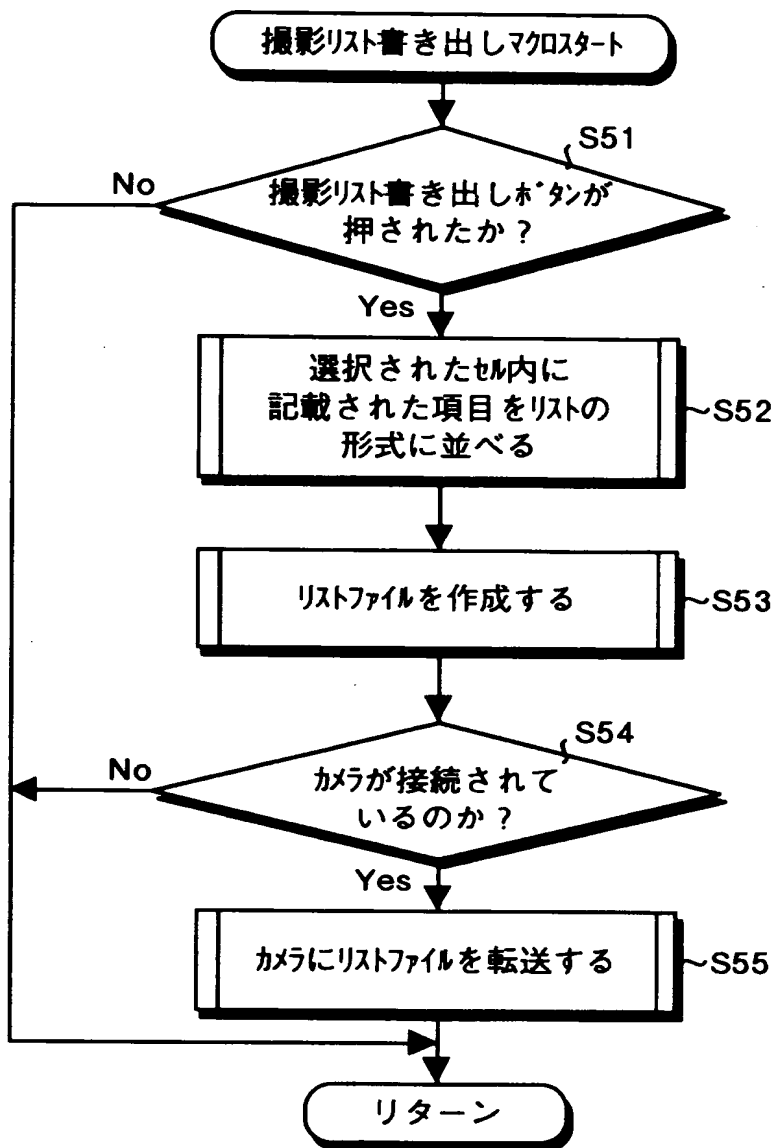 撮影リスト書き出しマクロスタート
S51
No
撮影リスト書き出しボタンが
押されたか?
Yes
選択されたセル内に
記載された項目をリストの
形式に並べる
S52
リストファイルを作成する
S53
S54
No
カメラが接続されて
いるのか?
Yes
カメラにリストファイルを転送する
S55
リターン